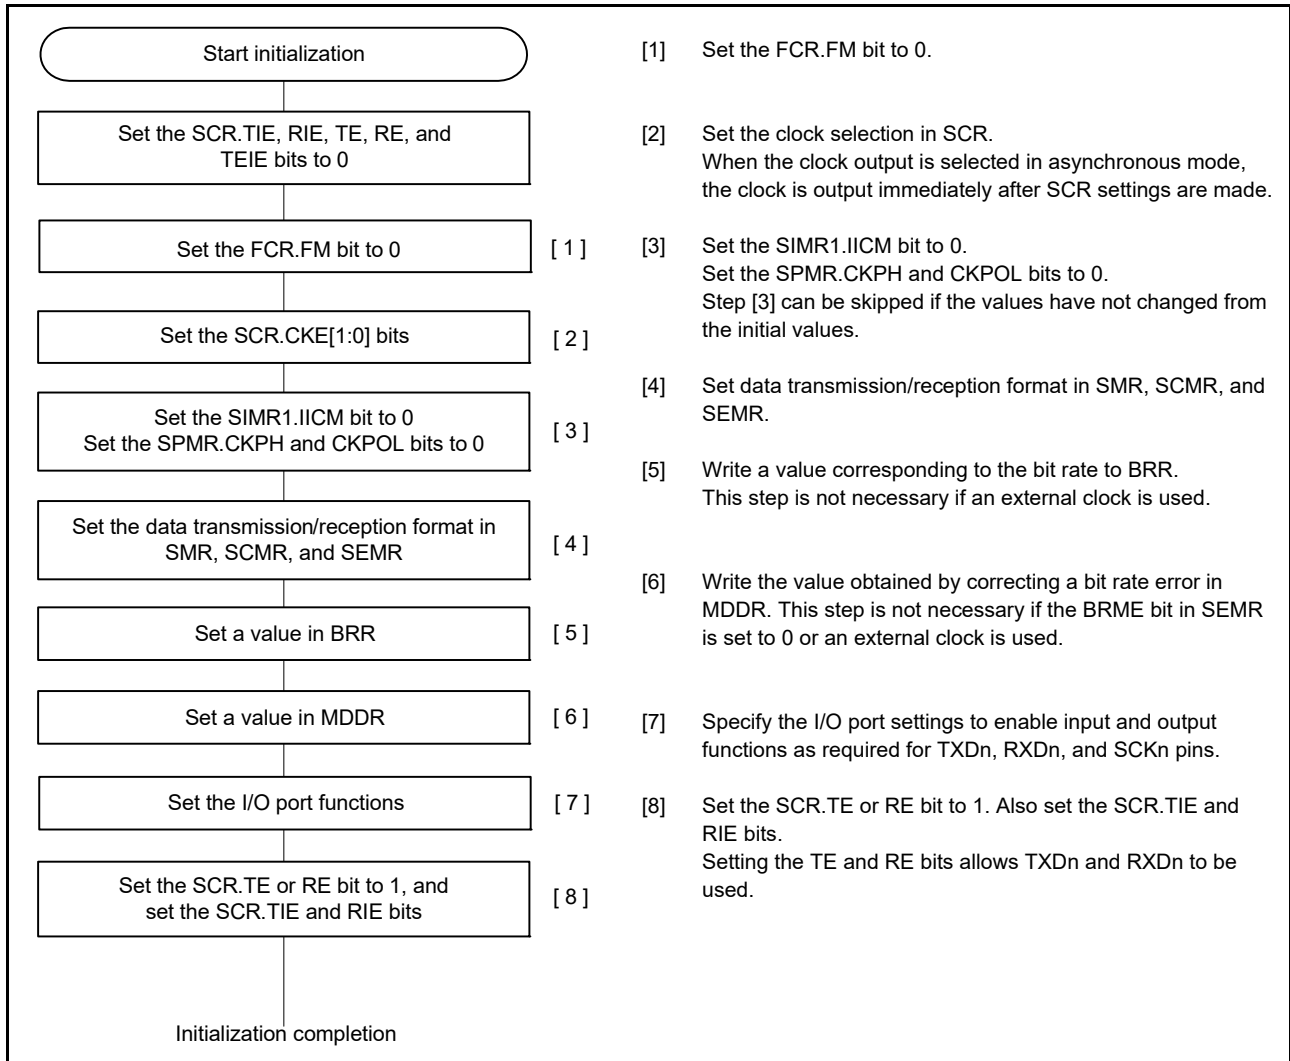 Start initialization
Set the SCR.TIE, RIE, TE, RE, and
TEIE bits to 0
Set the FCR.FM bit to 0
[ 1 ]
Set the SCR.CKE[1:0] bits
[ 2 ]
Set the SIMR1.IICM bit to 0
Set the SPMR.CKPH and CKPOL bits to 0
[ 3 ]
Set the data transmission/reception format in
SMR, SCMR, and SEMR
[ 4 ]
Set a value in BRR
[ 5 ]
Set a value in MDDR
[ 6 ]
Set the I/O port functions
[ 7 ]
Set the SCR.TE or RE bit to 1, and
set the SCR.TIE and RIE bits
[ 8 ]
Initialization completion
[1] Set the FCR.FM bit to 0.
[2] Set the clock selection in SCR.
When the clock output is selected in asynchronous mode,
the clock is output immediately after SCR settings are made.
[3] Set the SIMR1.IICM bit to 0.
Set the SPMR.CKPH and CKPOL bits to 0.
Step [3] can be skipped if the values have not changed from
the initial values.
[4] Set data transmission/reception format in SMR, SCMR, and
SEMR.
[5] Write a value corresponding to the bit rate to BRR.
This step is not necessary if an external clock is used.
[6] Write the value obtained by correcting a bit rate error in
MDDR. This step is not necessary if the BRME bit in SEMR
is set to 0 or an external clock is used.
[7] Specify the I/O port settings to enable input and output
functions as required for TXDn, RXDn, and SCKn pins.
[8] Set the SCR.TE or RE bit to 1. Also set the SCR.TIE and
RIE bits.
Setting the TE and RE bits allows TXDn and RXDn to be
used.